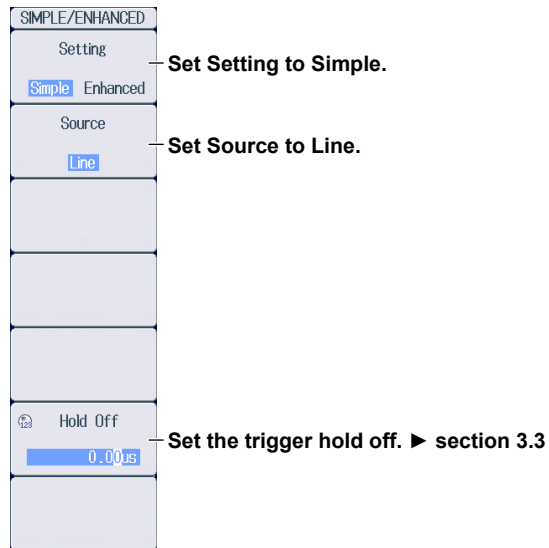 SIMPLE/ENHANCED
Setting
Simple Enhanced
Set Setting to Simple.
Source
Line
Set Source to Line.
123
Hold Off
0.00us
Set the trigger hold off. ► section 3.3